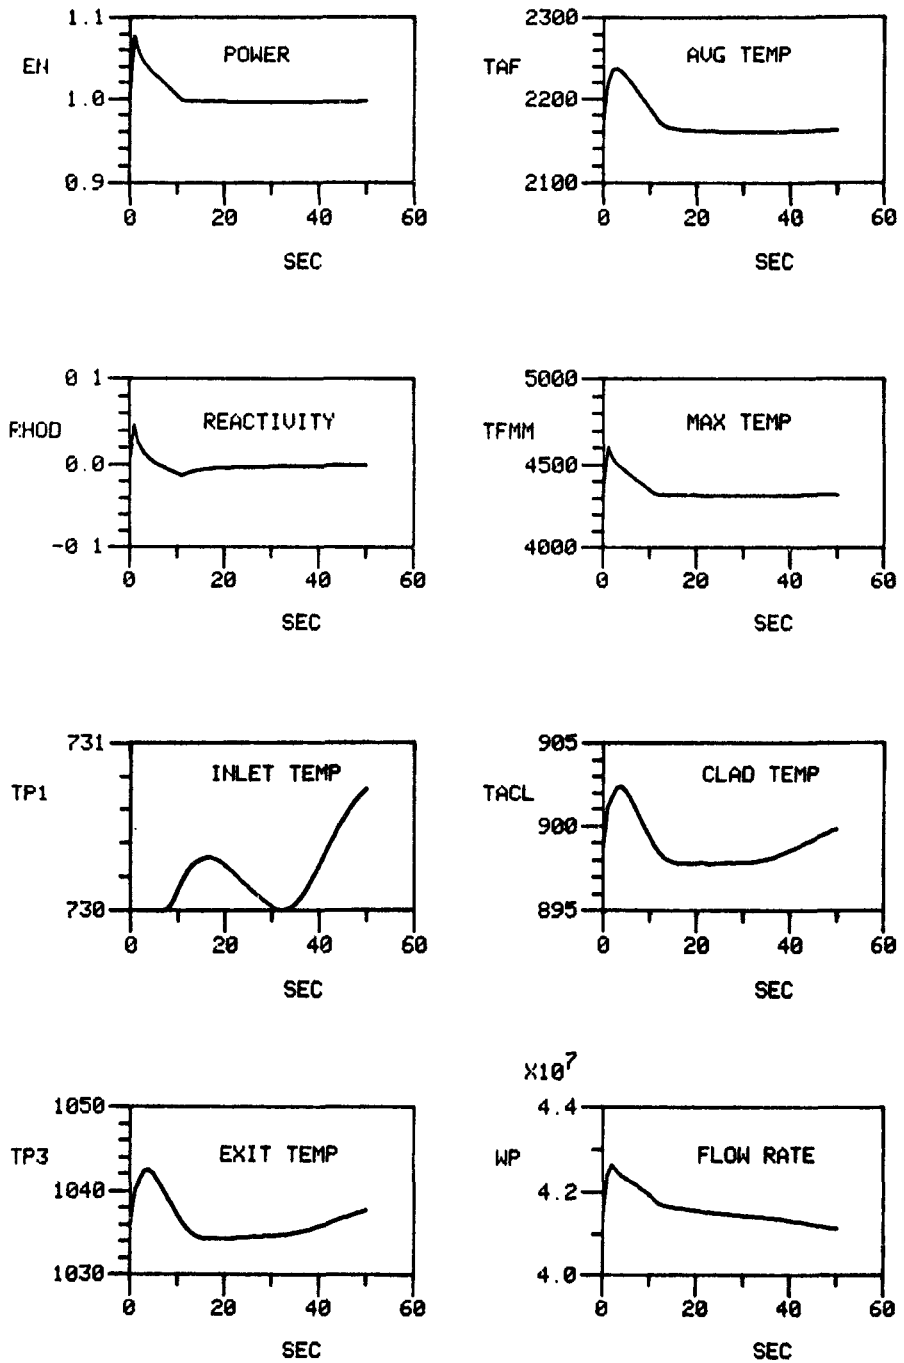 1.1
POWER
EN
1.0
0.9
0 20 40 60
SEC
2300
AVG TEMP
TAF
2200
2100
0 20 40 60
SEC
0 1
REACTIVITY
RHOD
0.0
-0 1
0 20 40 60
SEC
5000
MAX TEMP
TFMM
4500
4000
0 20 40 60
SEC
731
INLET TEMP
TP1
730
0 20 40 60
SEC
905
CLAD TEMP
TACL
900
895
0 20 40 60
SEC
1050
EXIT TEMP
TP3
1040
1030
0 20 40 60
SEC
X10^7
4.4
FLOW RATE
WP
4.2
4.0
0 20 40 60
SEC